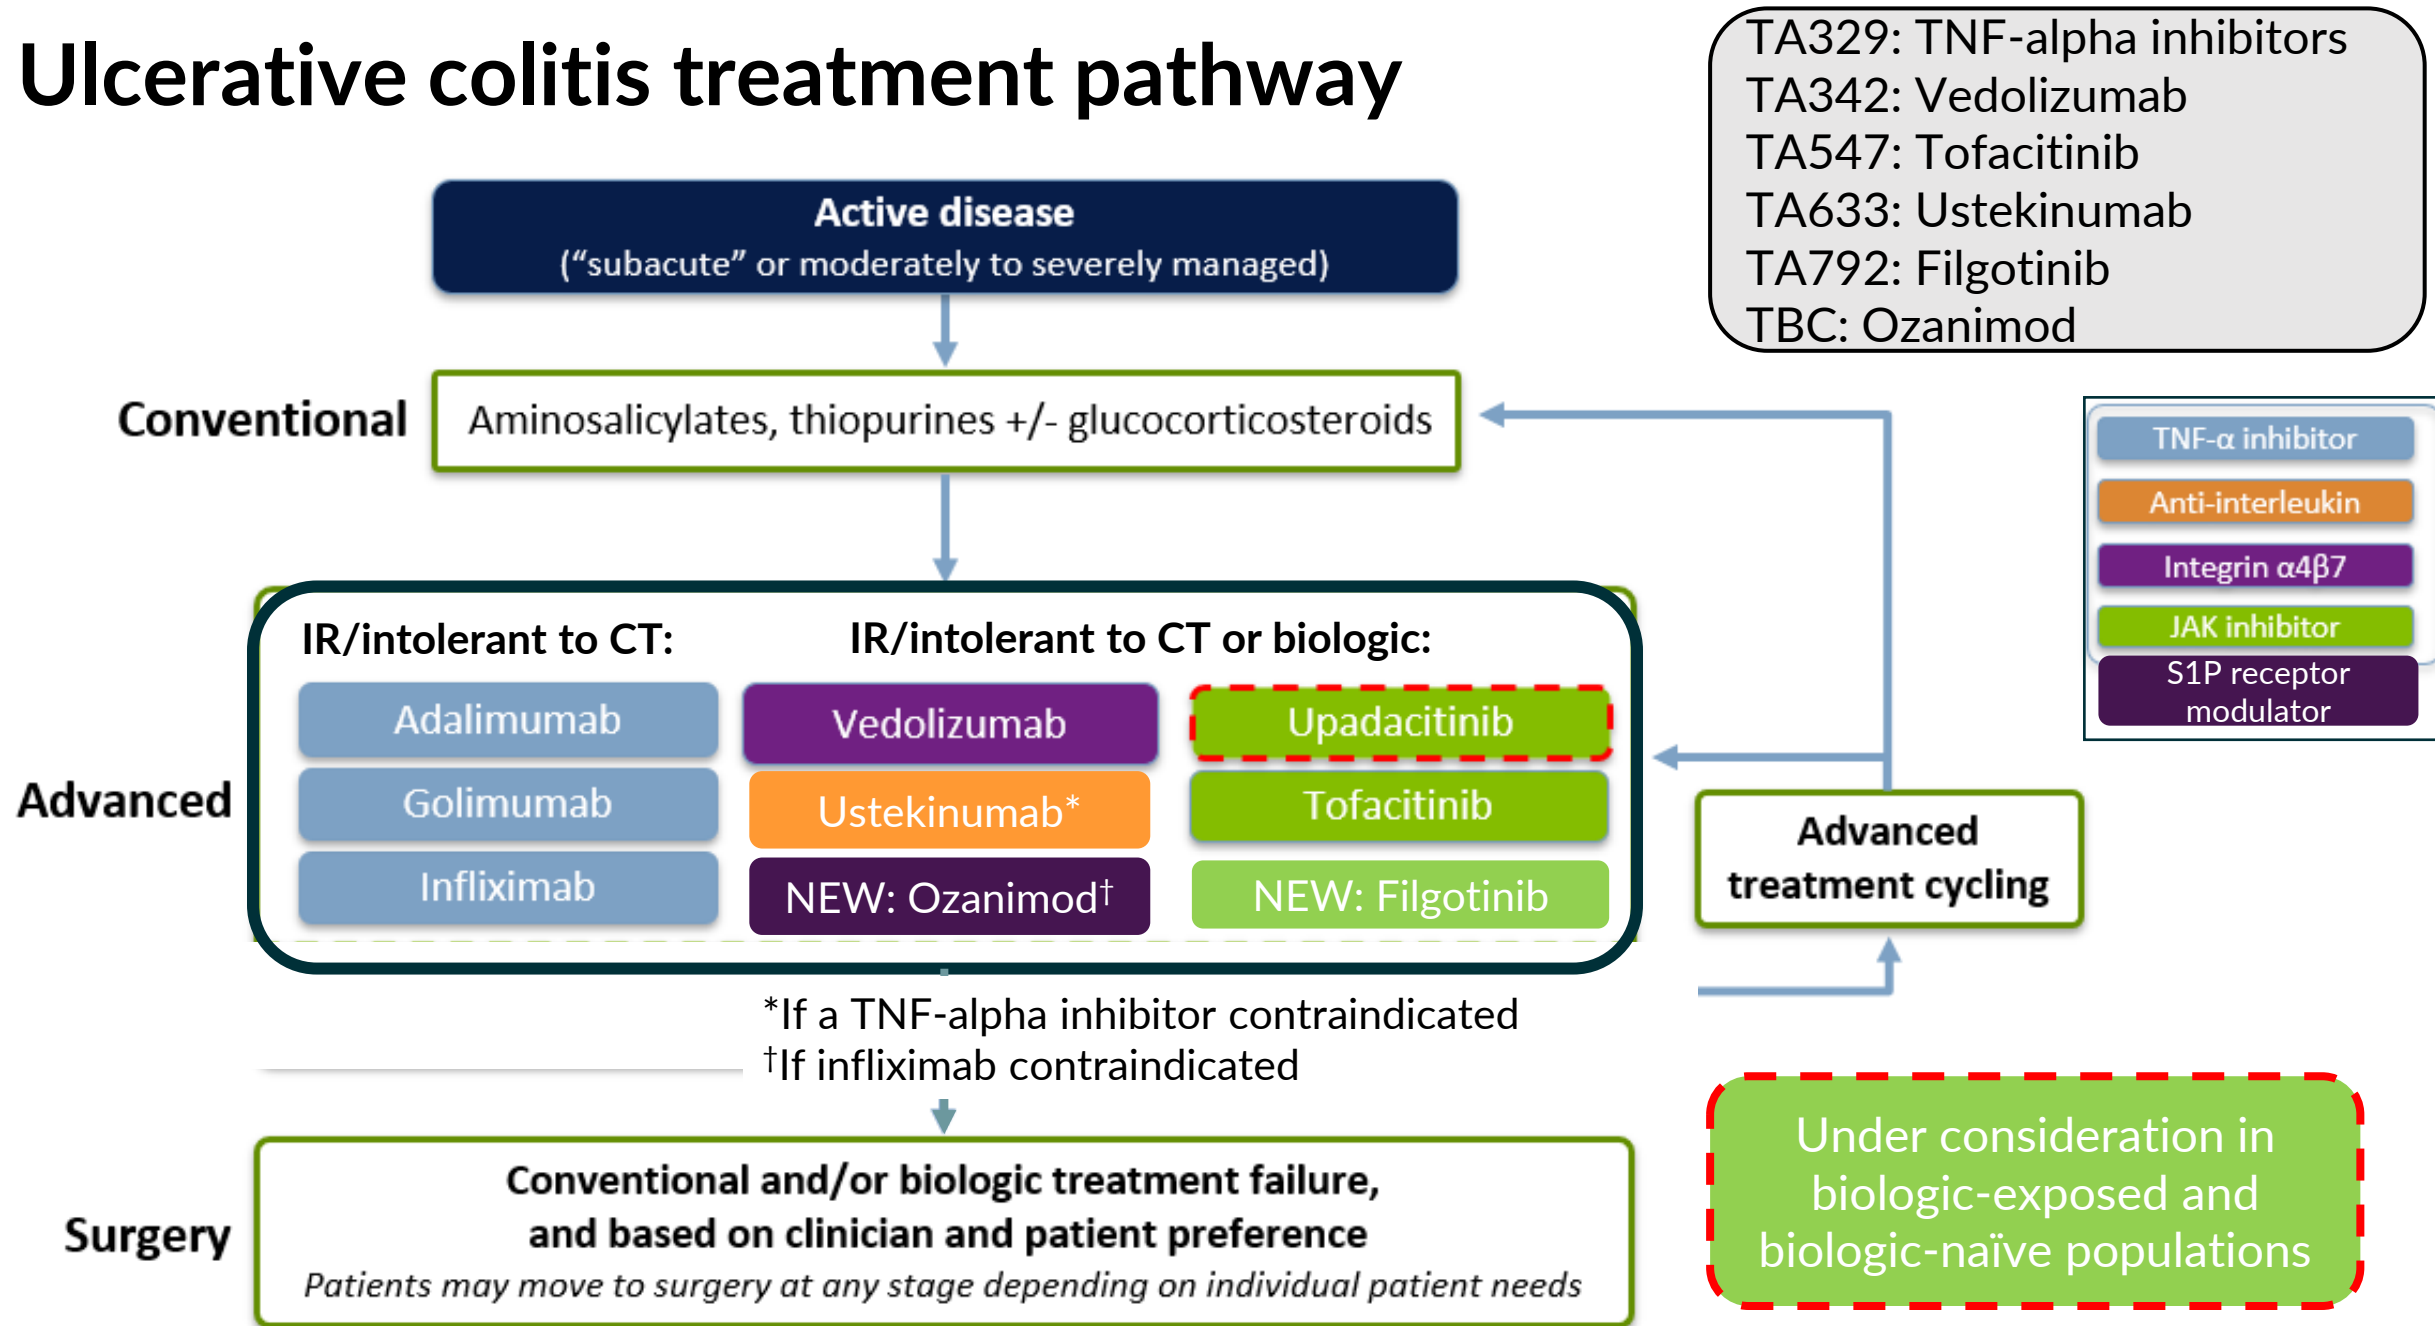 Ulcerative colitis treatment pathway
TA329: TNF-alpha inhibitors
TA342: Vedolizumab
TA547: Tofacitinib
TA633: Ustekinumab
TA792: Filgotinib
TBC: Ozanimod
Active disease
(“subacute” or moderately to severely managed)
Conventional
Aminosalicylates, thiopurines +/- glucocorticosteroids
TNF-α inhibitor
Anti-interleukin
Integrin α4β7
JAK inhibitor
S1P receptor
modulator
Advanced
IR/intolerant to CT:
Adalimumab
Golimumab
Infliximab
IR/intolerant to CT or biologic:
Vedolizumab
Ustekinumab*
NEW: Ozanimod†
Upadacitinib
Tofacitinib
NEW: Filgotinib
Advanced
treatment cycling
*If a TNF-alpha inhibitor contraindicated
†If infliximab contraindicated
Surgery
Conventional and/or biologic treatment failure,
and based on clinician and patient preference
Patients may move to surgery at any stage depending on individual patient needs
Under consideration in
biologic-exposed and
biologic-naïve populations